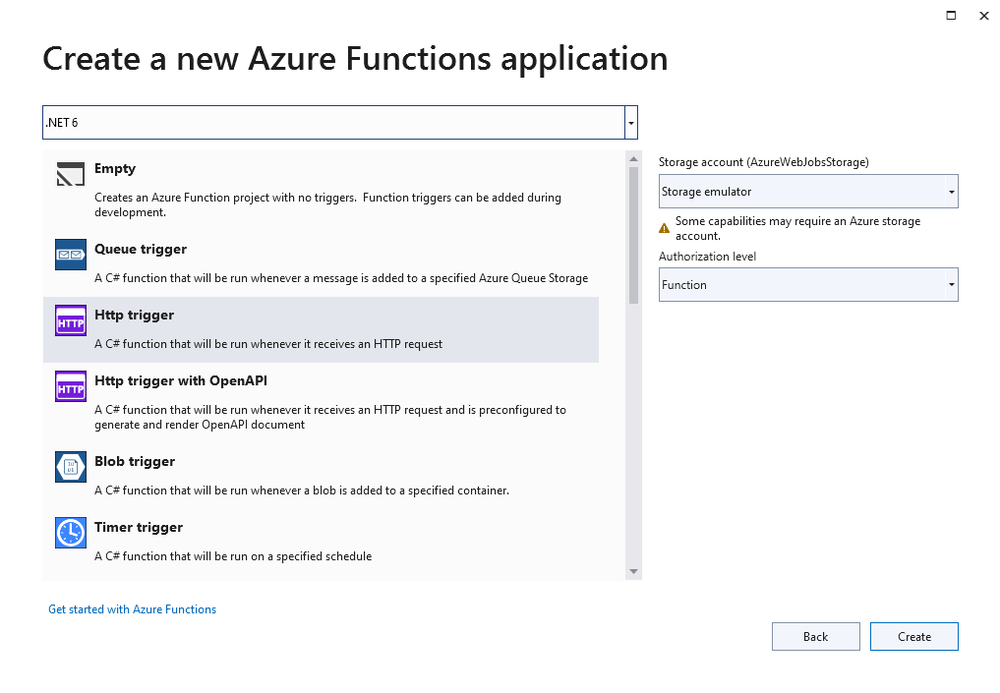 Create a new Azure Functions application
.NET 6
Empty
Creates an Azure Function project with no triggers.  Function triggers can be added during
development.
Queue trigger
A C# function that will be run whenever a message is added to a specified Azure Queue Storage
HTTP
Http trigger
A C# function that will be run whenever it receives an HTTP request
HTTP
Http trigger with OpenAPI
A C# function that will be run whenever it receives an HTTP request and is preconfigured to
generate and render OpenAPI document
Blob trigger
A C# function that will be run whenever a blob is added to a specified container.
Timer trigger
A C# function that will be run on a specified schedule
Storage account (AzureWebJobsStorage)
Storage emulator
Some capabilities may require an Azure storage
account.
Authorization level
Function
Get started with Azure Functions
Back
Create